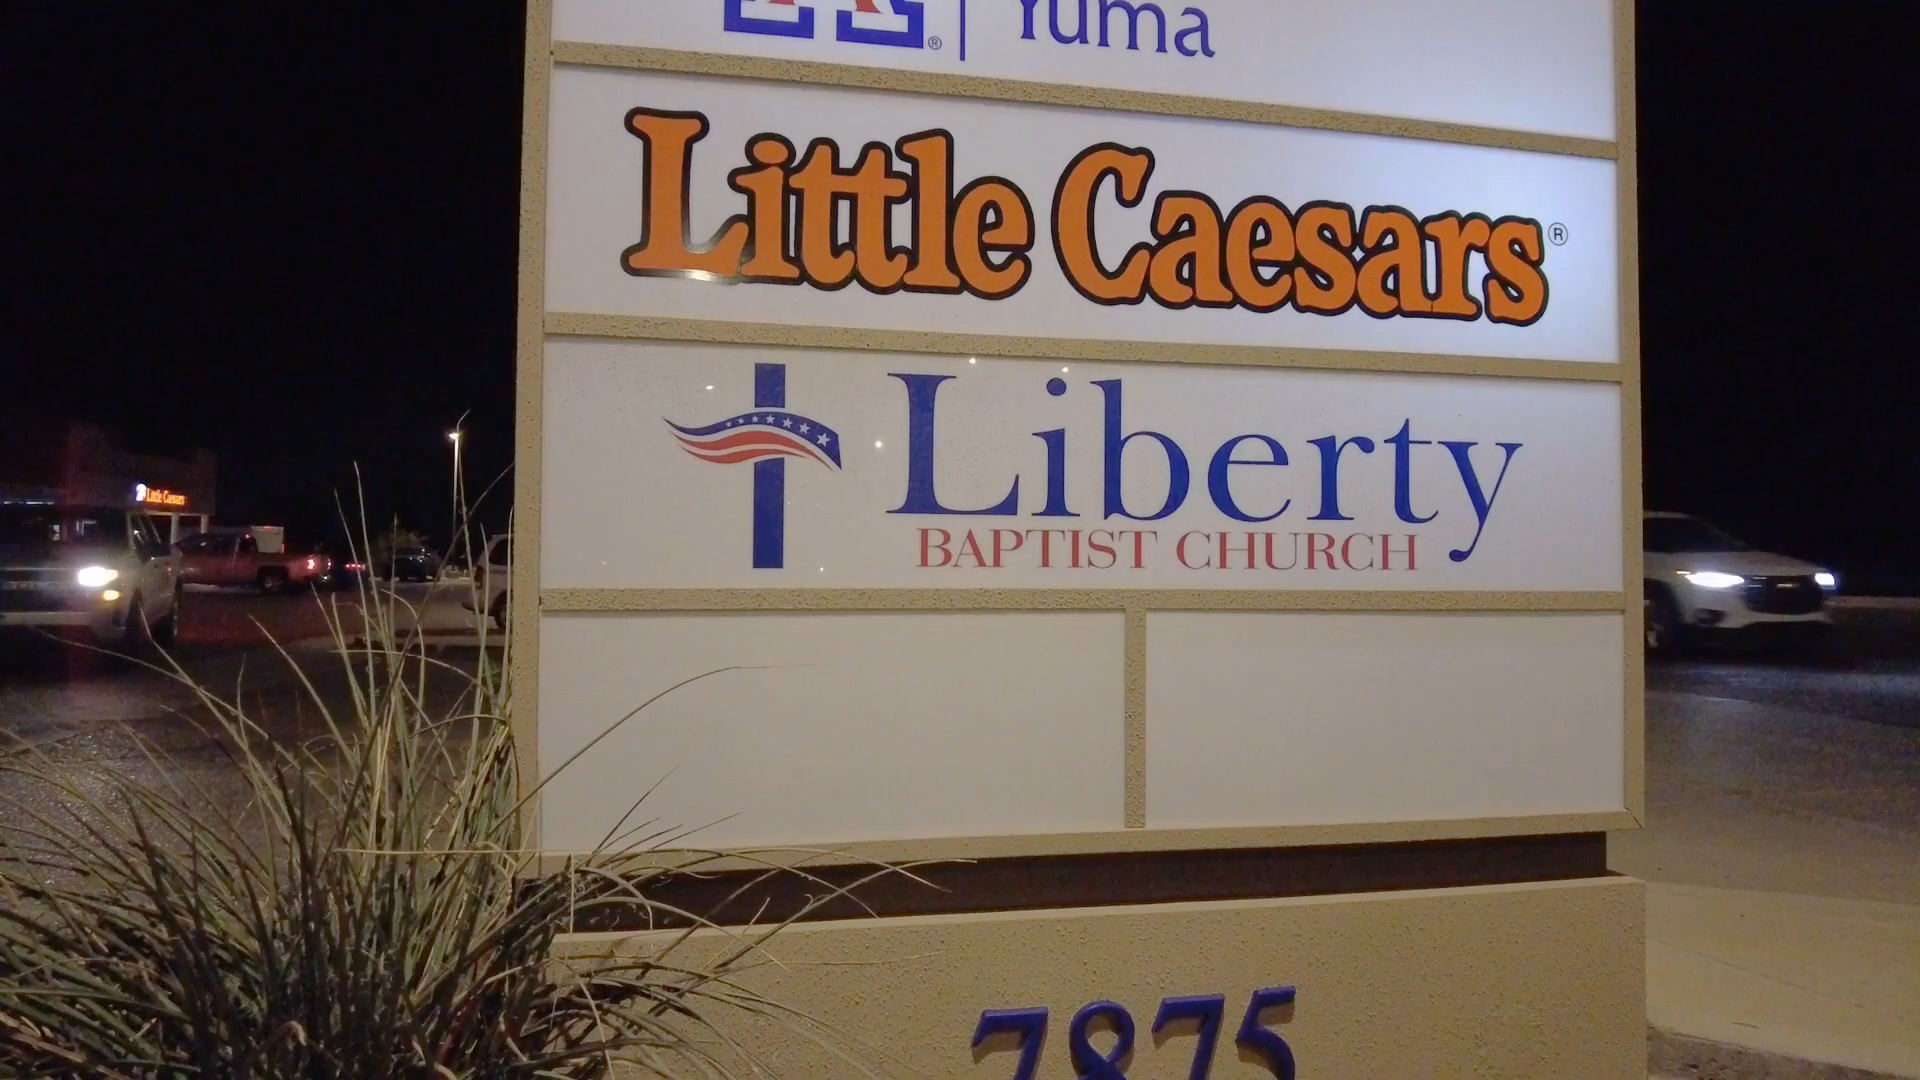 A® | Yuma
Little Caesars®
Liberty
BAPTIST CHURCH
Little Caesars
7875